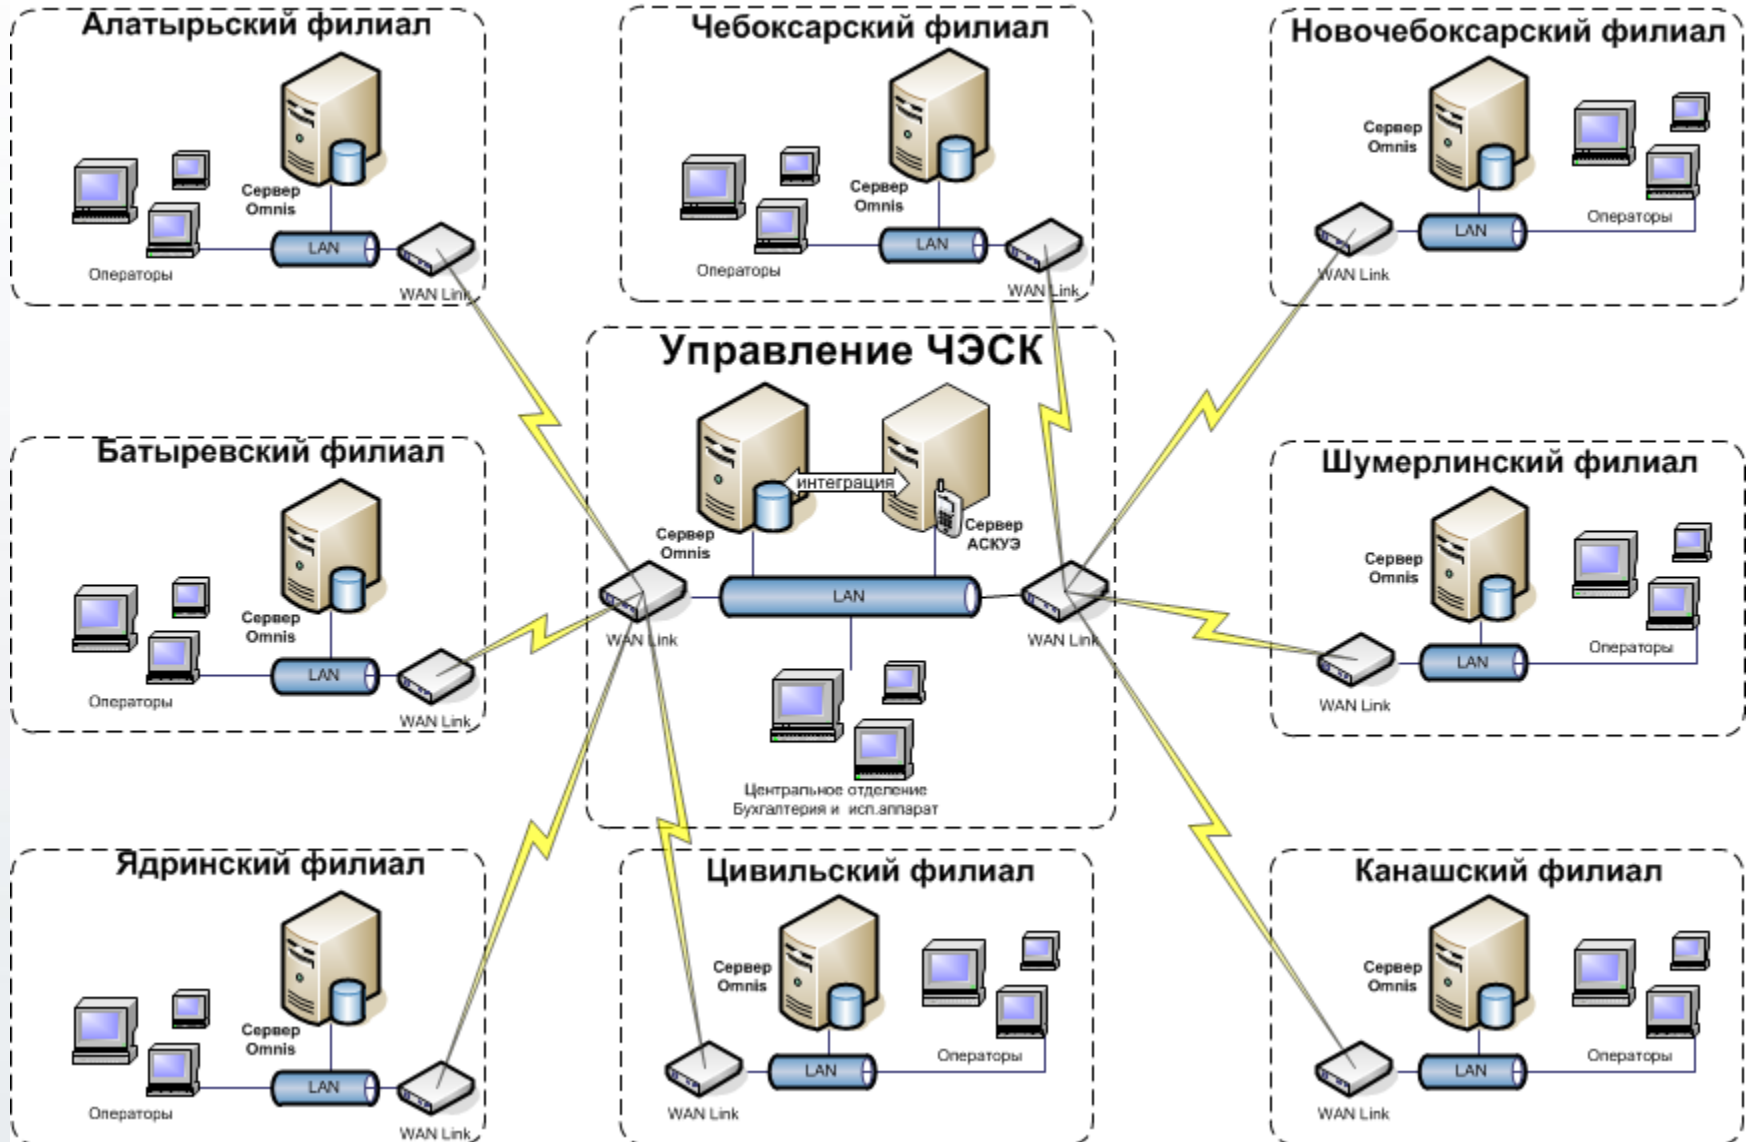 Алатырьский филиал
Сервер
Omnis
LAN
Операторы
WAN Link
Чебоксарский филиал
Сервер
Omnis
LAN
Операторы
WAN Link
Новочебоксарский филиал
Сервер
Omnis
Операторы
LAN
WAN Link
Управление ЧЭСК
интеграция
Сервер
Omnis
Сервер
АСКУЭ
LAN
WAN Link
WAN Link
Центральное отделение
Бухгалтерия и исп.аппарат
Батыревский филиал
Сервер
Omnis
LAN
Операторы
WAN Link
Шумерлинский филиал
Сервер
Omnis
Операторы
LAN
WAN Link
Ядринский филиал
Сервер
Omnis
LAN
Операторы
WAN Link
Цивильский филиал
Сервер
Omnis
Операторы
LAN
WAN Link
Канашский филиал
Сервер
Omnis
Операторы
LAN
WAN Link